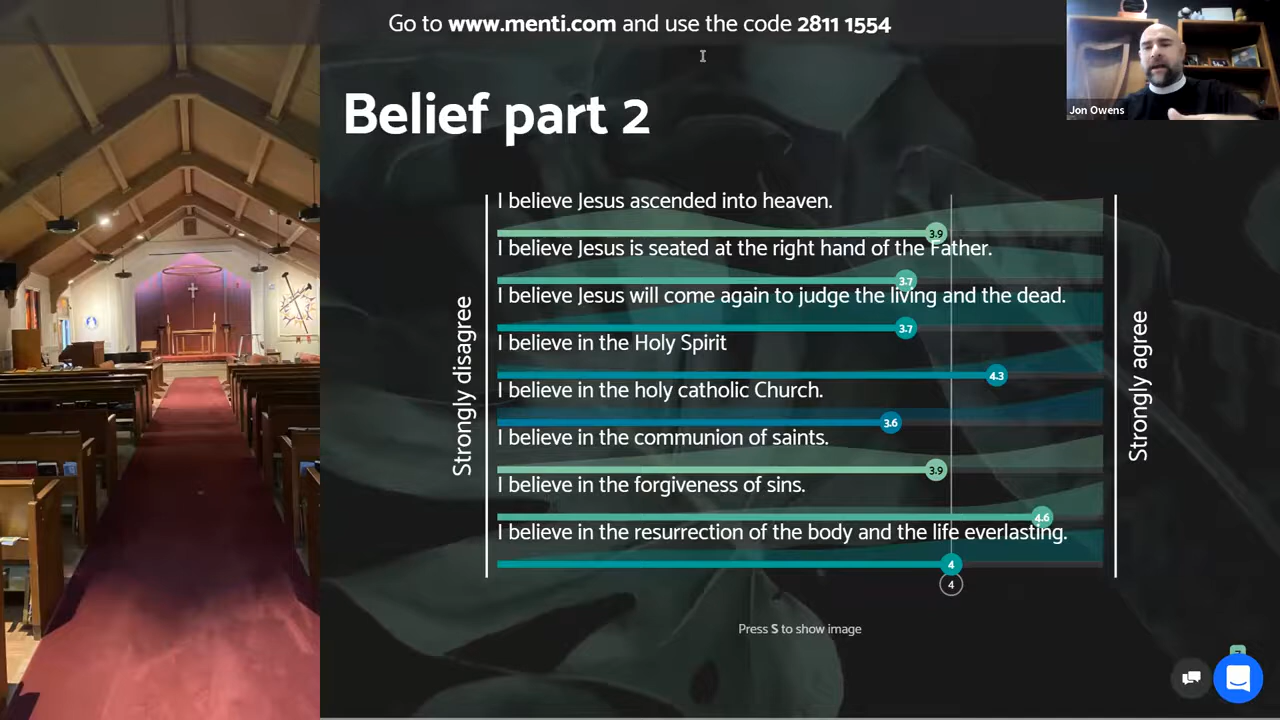 Go to www.menti.com and use the code 2811 1554
Jon Owens
Belief part 2
Strongly disagree
I believe Jesus ascended into heaven.
3.9
I believe Jesus is seated at the right hand of the Father.
3.7
I believe Jesus will come again to judge the living and the dead.
3.7
I believe in the Holy Spirit
4.3
I believe in the holy catholic Church.
3.6
I believe in the communion of saints.
3.9
I believe in the forgiveness of sins.
4.6
I believe in the resurrection of the body and the life everlasting.
4
4
Strongly agree
Press S to show image